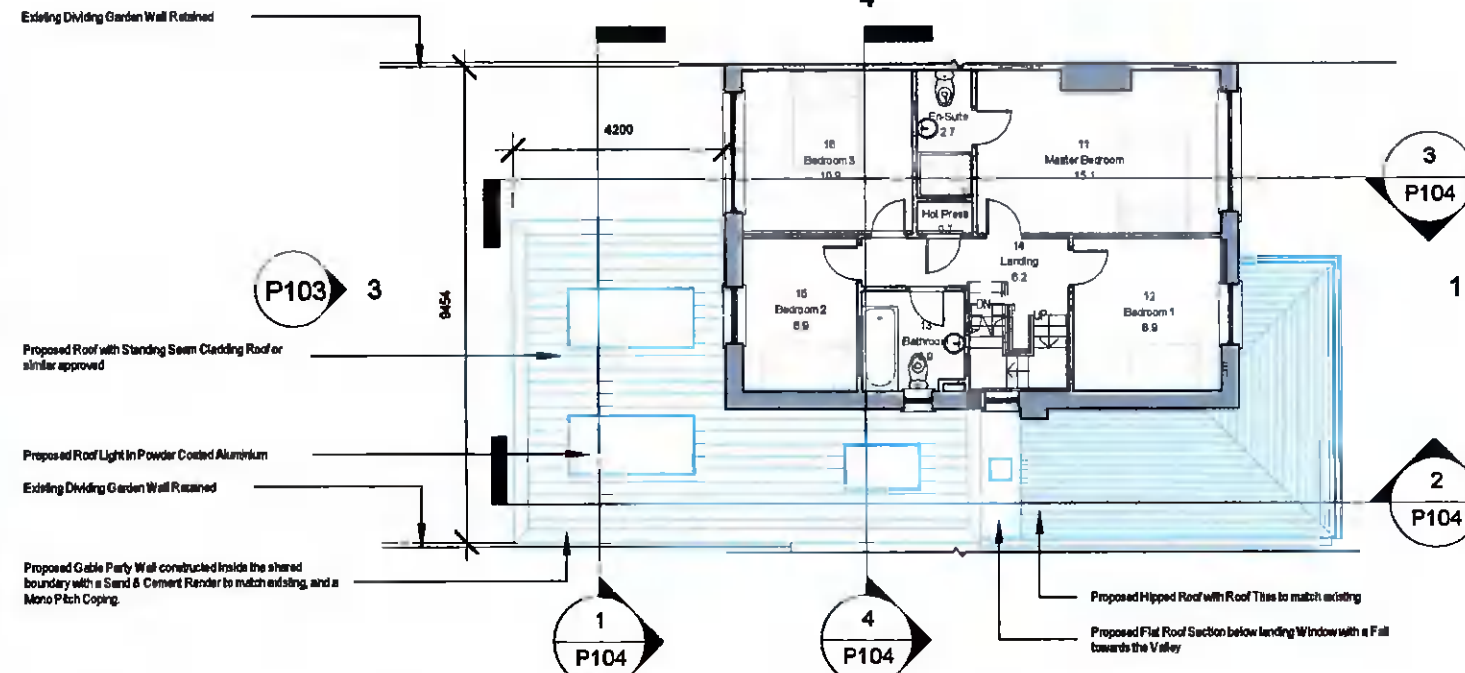 Existing Dividing Garden Wall Retained
4
4200
9454
En-Suite
2.7
16
Bedroom 3
10.9
11
Master Bedroom
15.1
3
P104
Hot Press
0.7
14
Landing
6.2
P103
3
1
15
Bedroom 2
6.9
DN
UP
12
Bedroom 1
8.9
13
Bathroom
Proposed Roof with Standing Seam Cladding Roof or
similar approved
Proposed Roof Light in Powder Coated Aluminium
Existing Dividing Garden Wall Retained
2
P104
Proposed Gable Party Wall constructed inside the shared
boundary with a Sand & Cement Render to match existing, and a
Mono Pitch Coping.
1
P104
4
P104
Proposed Hipped Roof with Roof Tiles to match existing
Proposed Flat Roof Section below landing Window with a Fall
towards the Valley